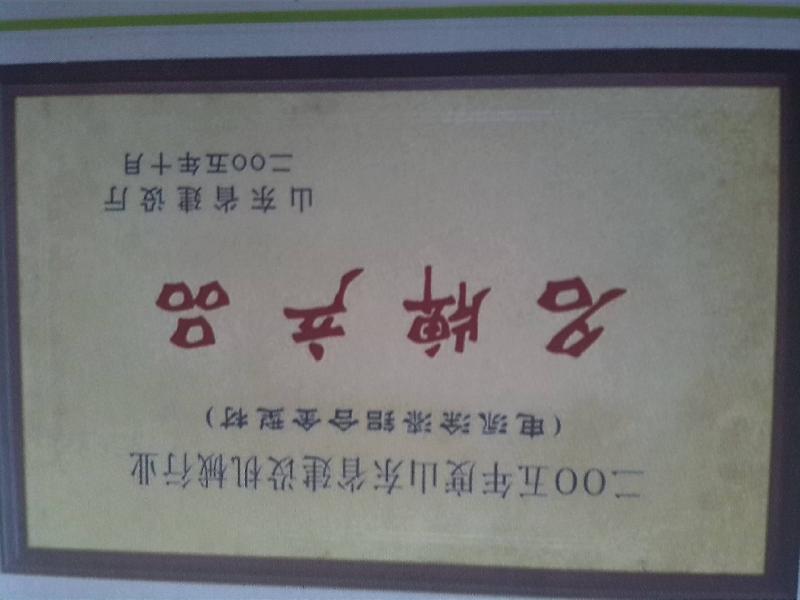 二〇〇五年度山东省建设机械行业
（电泳涂漆铝合金型材）
名牌产品
山东省建设厅
二〇〇五年十月